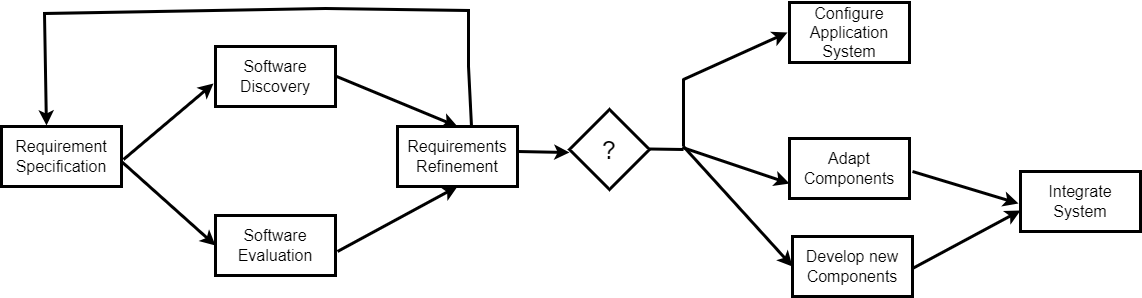 Requirement
Specification
Software
Discovery
Software
Evaluation
Requirements
Refinement
?
Configure
Application
System
Adapt
Components
Develop new
Components
Integrate
System